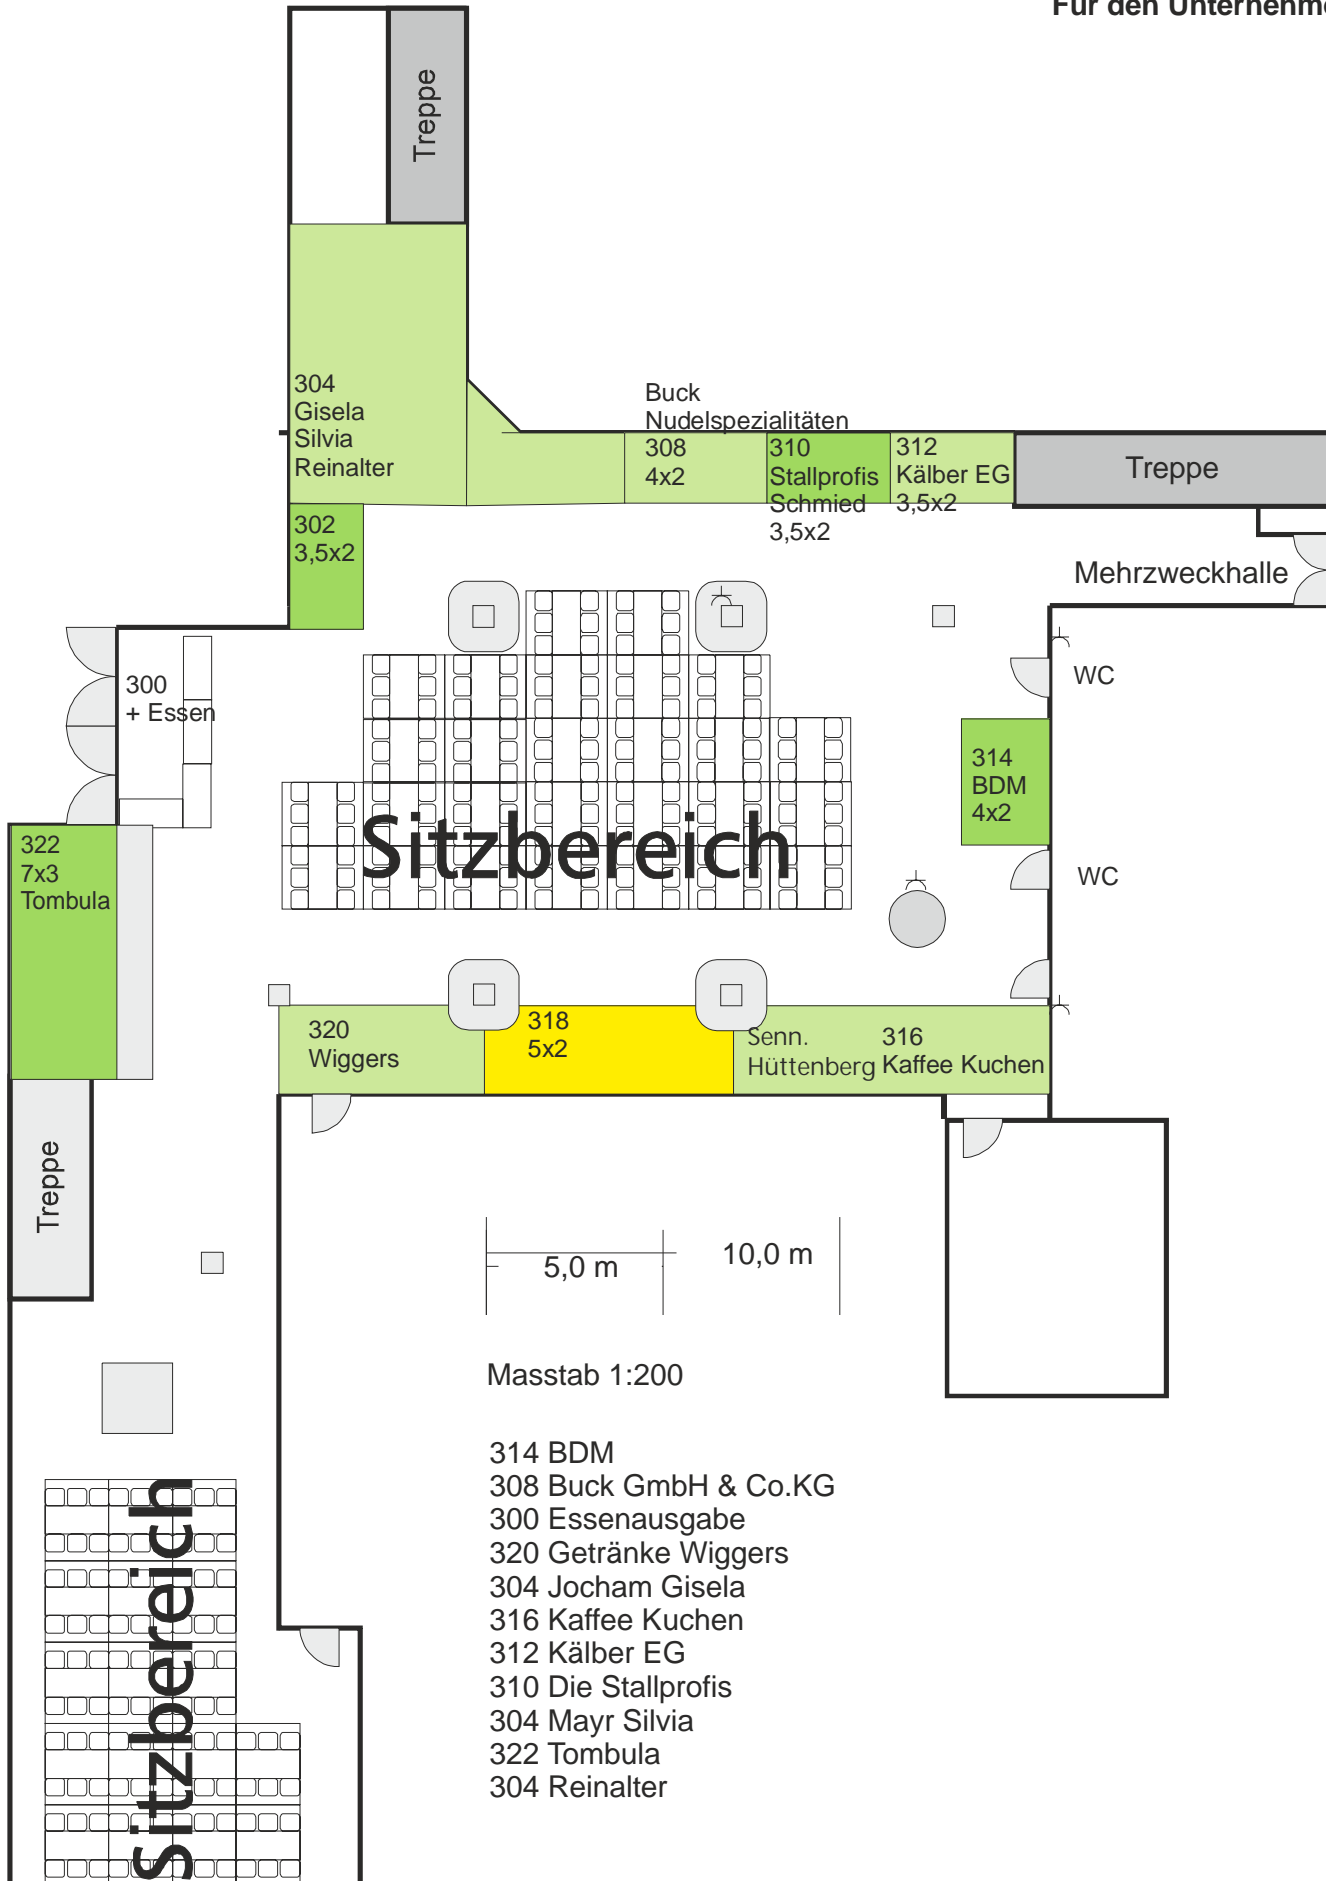 Für den Unternehm
Treppe
304
Gisela
Silvia
Reinalter
Buck
Nudelspezialitäten
308
4x2
310
Stallprofis
Schmied
3,5x2
312
Kälber EG
3,5x2
Treppe
302
3,5x2
Mehrzweckhalle
300
+ Essen
WC
314
BDM
4x2
Sitzbereich
322
7x3
Tombula
WC
320
Wiggers
318
5x2
Senn.
Hüttenberg
316
Kaffee Kuchen
Treppe
5,0 m
10,0 m
Masstab 1:200
314 BDM
308 Buck GmbH & Co.KG
300 Essenausgabe
320 Getränke Wiggers
304 Jocham Gisela
316 Kaffee Kuchen
312 Kälber EG
310 Die Stallprofis
304 Mayr Silvia
322 Tombula
304 Reinalter
Sitzbereich